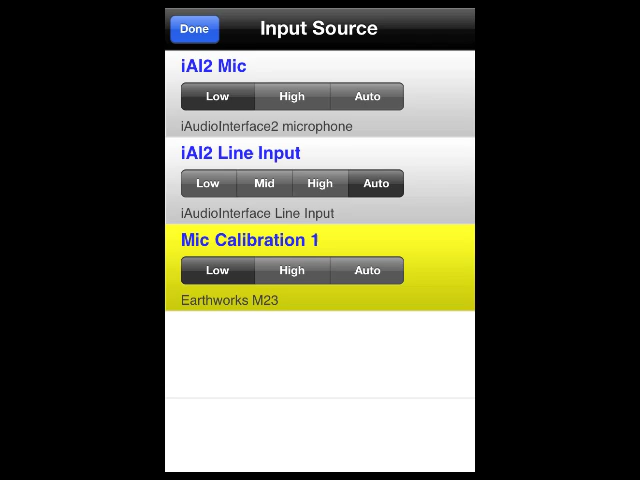 Done Input Source
iAI2 Mic
Low High Auto
iAudioInterface2 microphone
iAI2 Line Input
Low Mid High Auto
iAudioInterface Line Input
Mic Calibration 1
Low High Auto
Earthworks M23